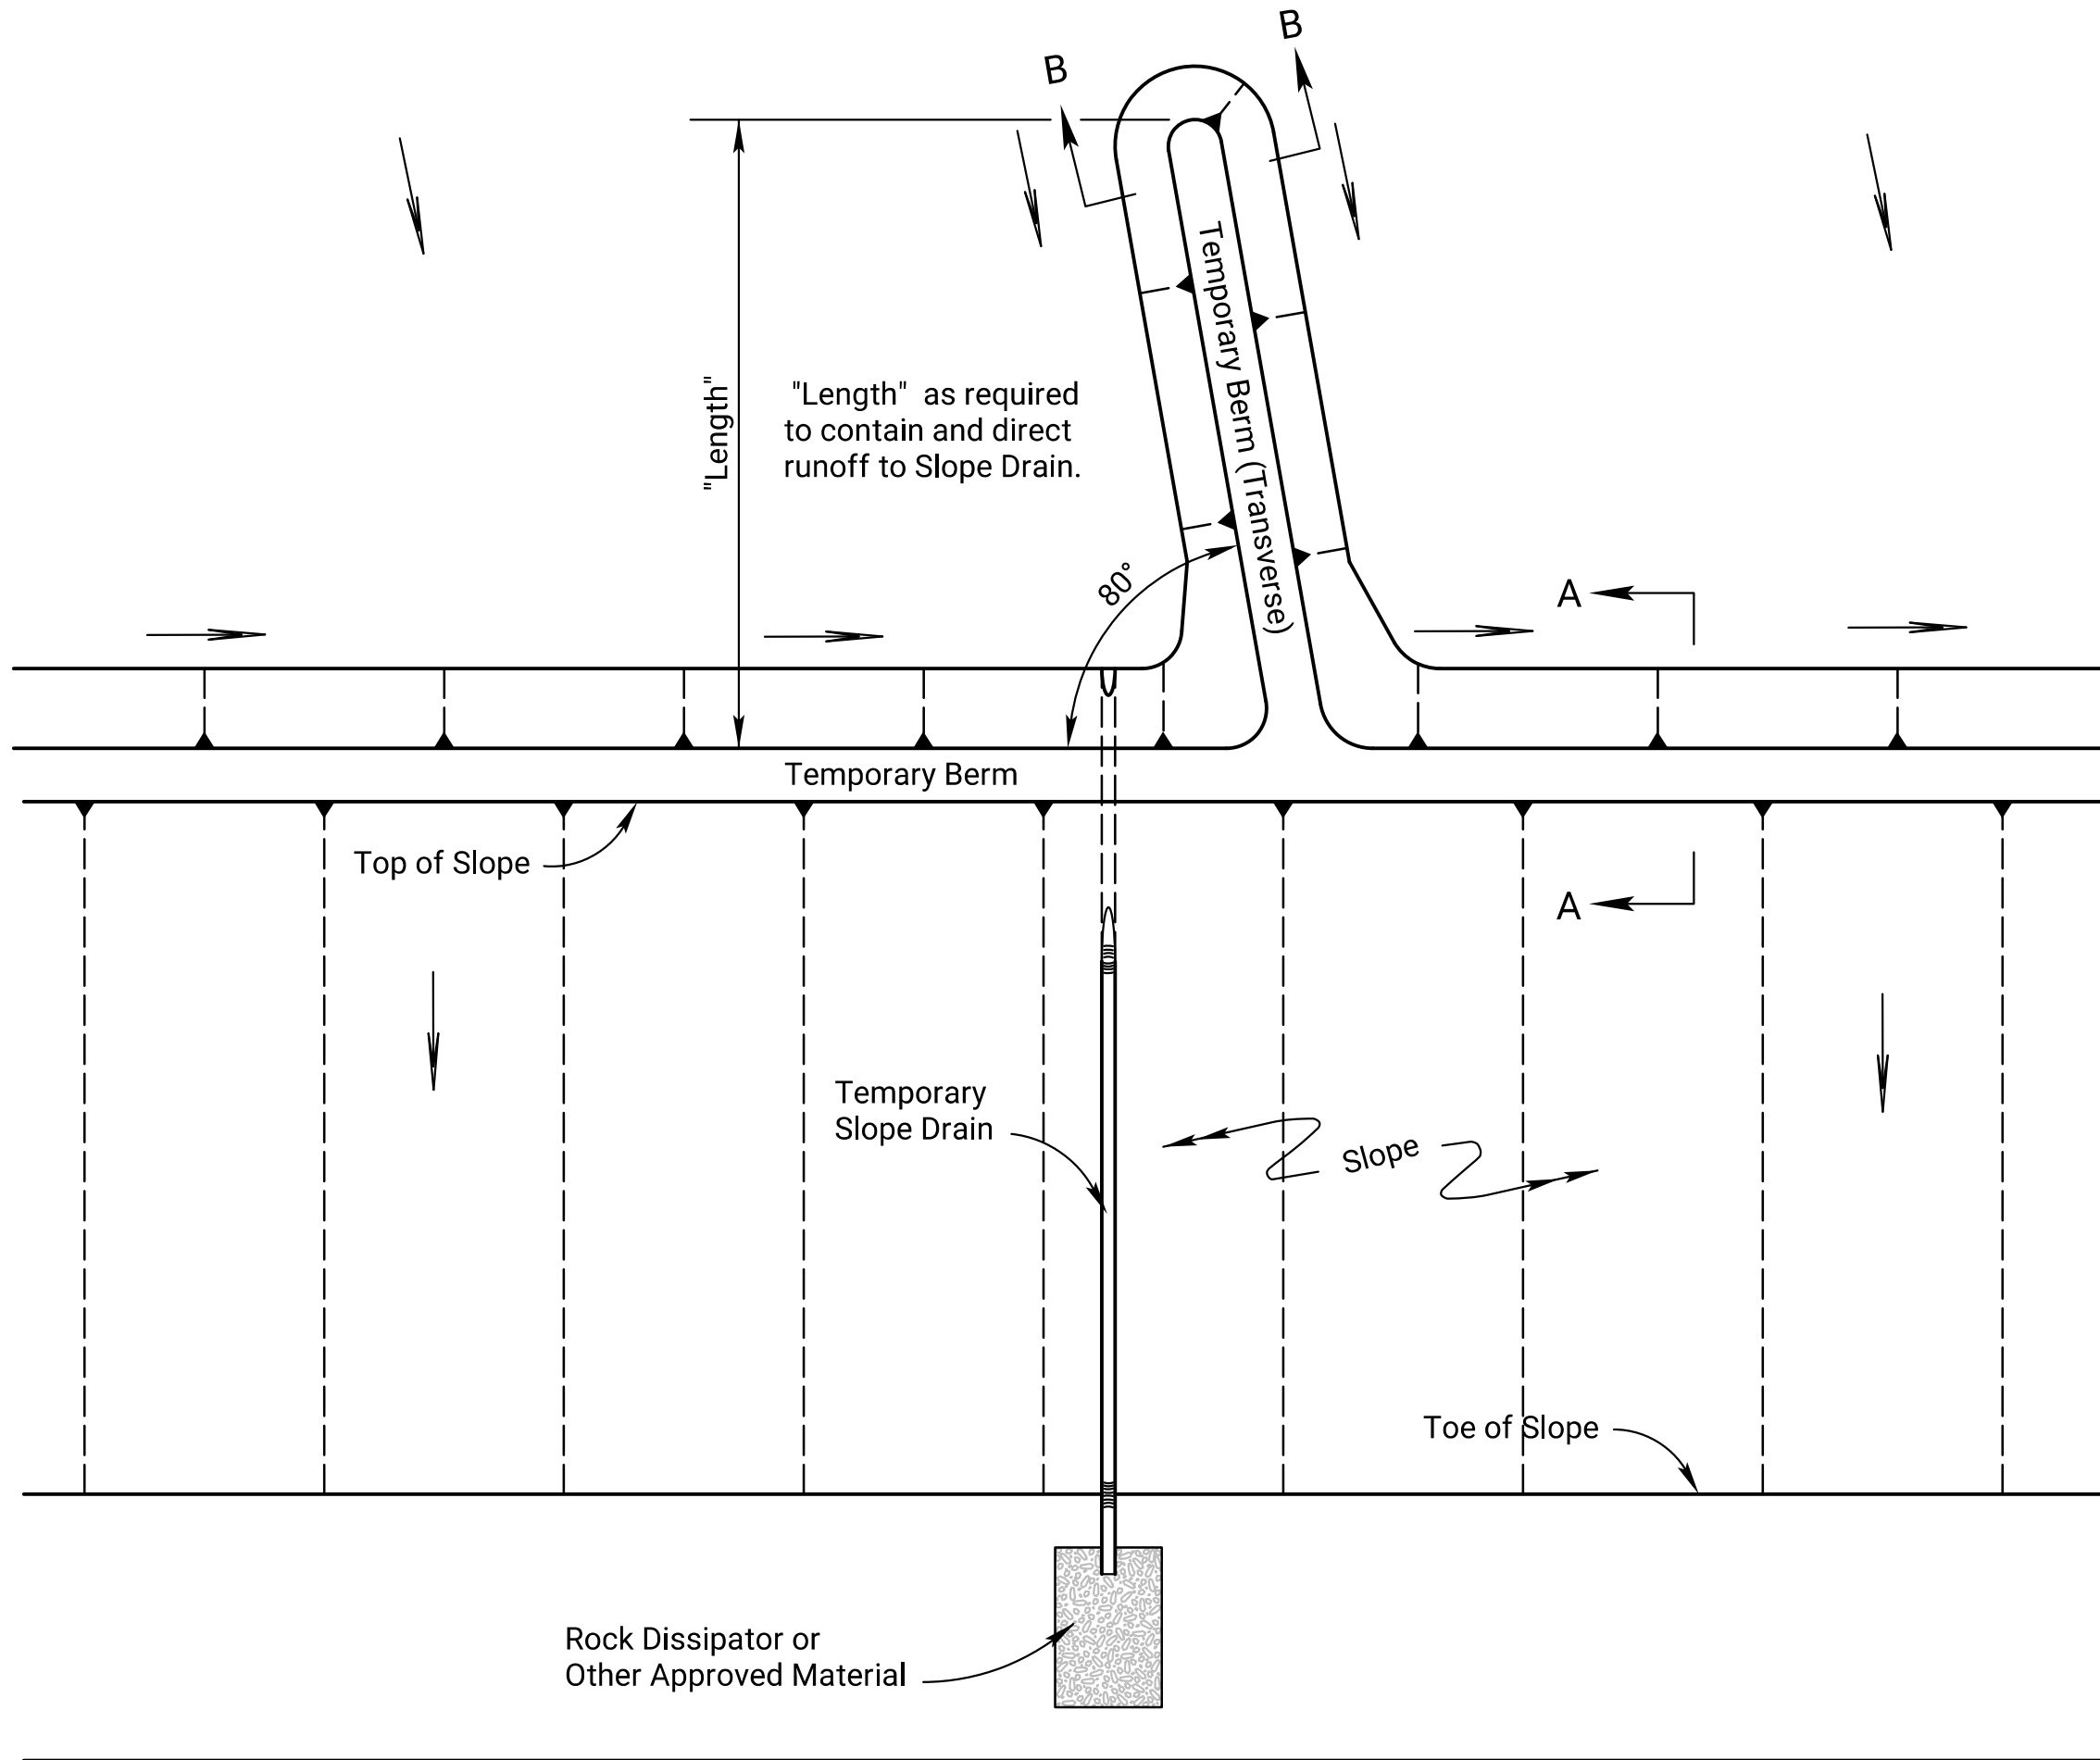 B
B
"Length"
"Length" as required
to contain and direct
runoff to Slope Drain.
Temporary Berm (Transverse)
80°
A
Temporary Berm
Top of Slope
A
Temporary
Slope Drain
Slope
Toe of Slope
Rock Dissipator or
Other Approved Material